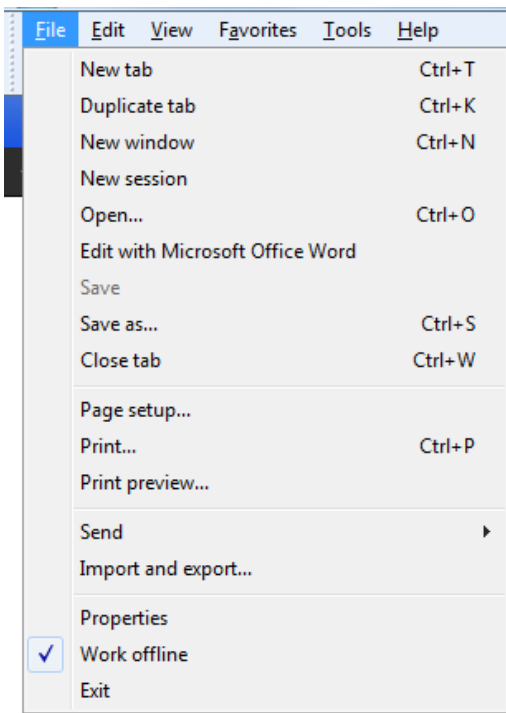 File Edit View Favorites Tools Help
New tab Ctrl+T
Duplicate tab Ctrl+K
New window Ctrl+N
New session
Open... Ctrl+O
Edit with Microsoft Office Word
Save
Save as... Ctrl+S
Close tab Ctrl+W
Page setup...
Print... Ctrl+P
Print preview...
Send
Import and export...
Properties
Work offline
Exit